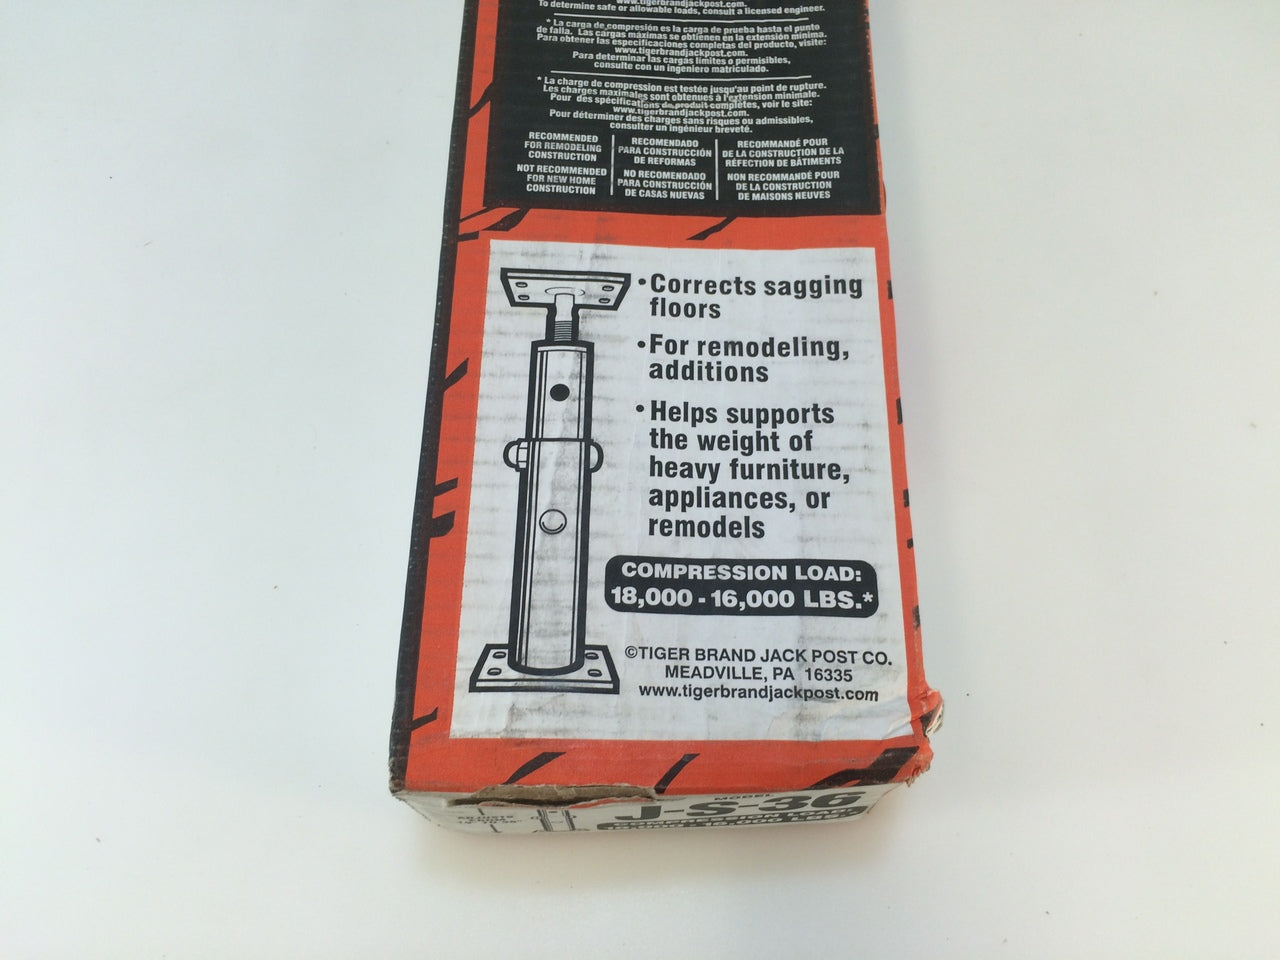 www.tigerbrandjackpost.com.
To determine safe or allowable loads, consult a licensed engineer.
* La carga de compresión es la carga de prueba hasta el punto
de falla. Las cargas máximas se obtienen en la extensión mínima.
Para obtener las especificaciones completas del producto, visite:
www.tigerbrandjackpost.com.
Para determinar las cargas límites o permisibles,
consulte con un ingeniero matriculado.
* La charge de compression est testée jusqu'au point de rupture.
Les charges maximales sont obtenues à l'extension minimale.
Pour des spécifications de produit complètes, voir le site:
www.tigerbrandjackpost.com.
Pour déterminer des charges sans risques ou admissibles,
consulter un ingénieur breveté.
RECOMMENDED
FOR REMODELING
CONSTRUCTION
NOT RECOMMENDED
FOR NEW HOME
CONSTRUCTION
RECOMENDADO
PARA CONSTRUCCIÓN
DE REFORMAS
NO RECOMENDADO
PARA CONSTRUCCIÓN
DE CASAS NUEVAS
RECOMMANDÉ POUR
DE LA CONSTRUCTION DE LA
RÉFECTION DE BÂTIMENTS
NON RECOMMANDÉ POUR
DE LA CONSTRUCTION
DE MAISONS NEUVES
• Corrects sagging
floors
• For remodeling,
additions
• Helps supports
the weight of
heavy furniture,
appliances, or
remodels
COMPRESSION LOAD:
18,000 - 16,000 LBS.*
©TIGER BRAND JACK POST CO.
MEADVILLE, PA 16335
www.tigerbrandjackpost.com
MODEL
J-S-36
COMPRESSION LOAD: